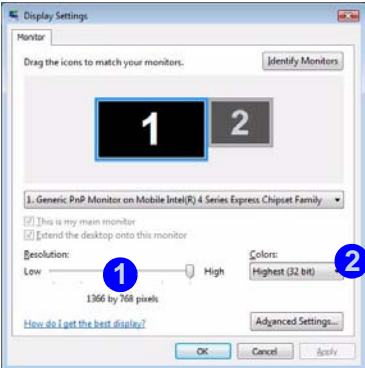 Display Settings
Monitor
Drag the icons to match your monitors.
Identify Monitors
1 2
1. Generic PnP Monitor on Mobile Intel(R) 4 Series Express Chipset Family
This is my main monitor
Extend the desktop onto this monitor
Resolution: Colors:
Low High Highest (32 bit)
1 2
1366 by 768 pixels
How do I get the best display? Advanced Settings...
OK Cancel Apply